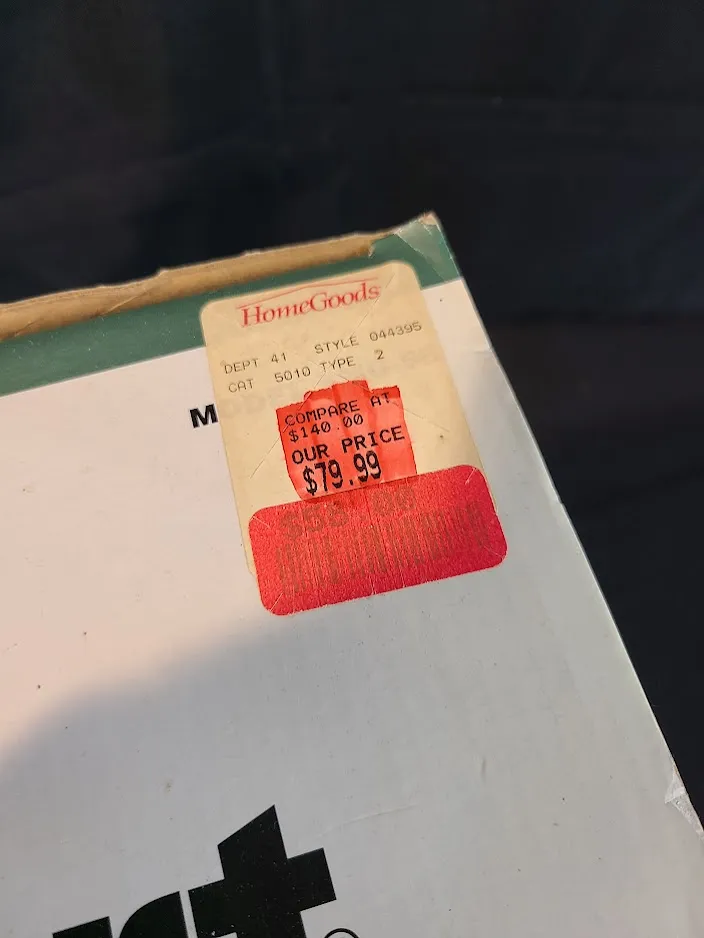 HomeGoods
DEPT 41 STYLE 044395
CAT 5010 TYPE 2
COMPARE AT
$140.00
OUR PRICE
$79.99